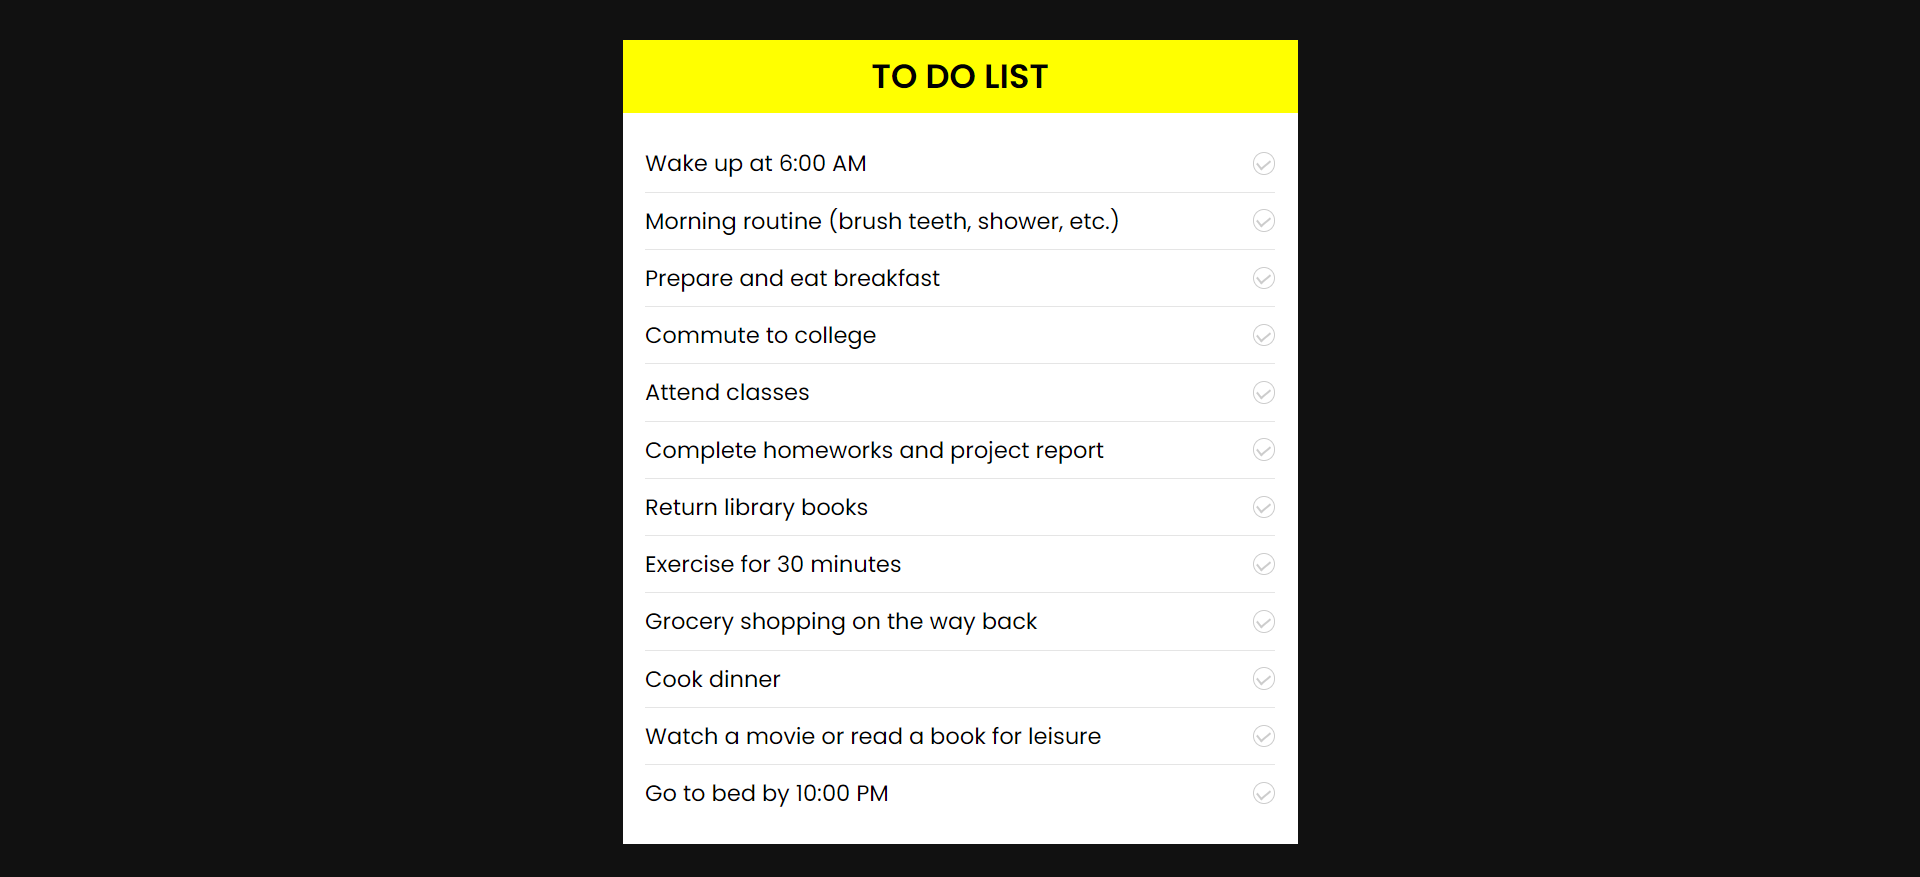 TO DO LIST
Wake up at 6:00 AM
Morning routine (brush teeth, shower, etc.)
Prepare and eat breakfast
Commute to college
Attend classes
Complete homeworks and project report
Return library books
Exercise for 30 minutes
Grocery shopping on the way back
Cook dinner
Watch a movie or read a book for leisure
Go to bed by 10:00 PM